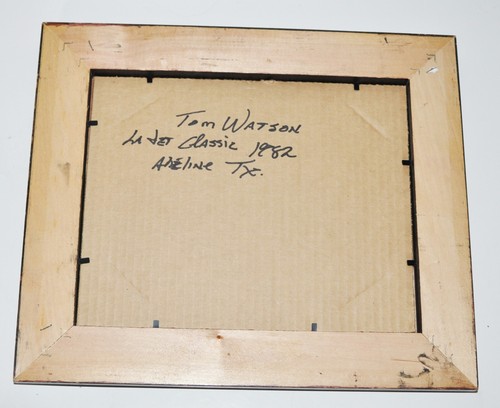 Tom WATSON
LA JET CLASSIC 1982
ABELINE TX.